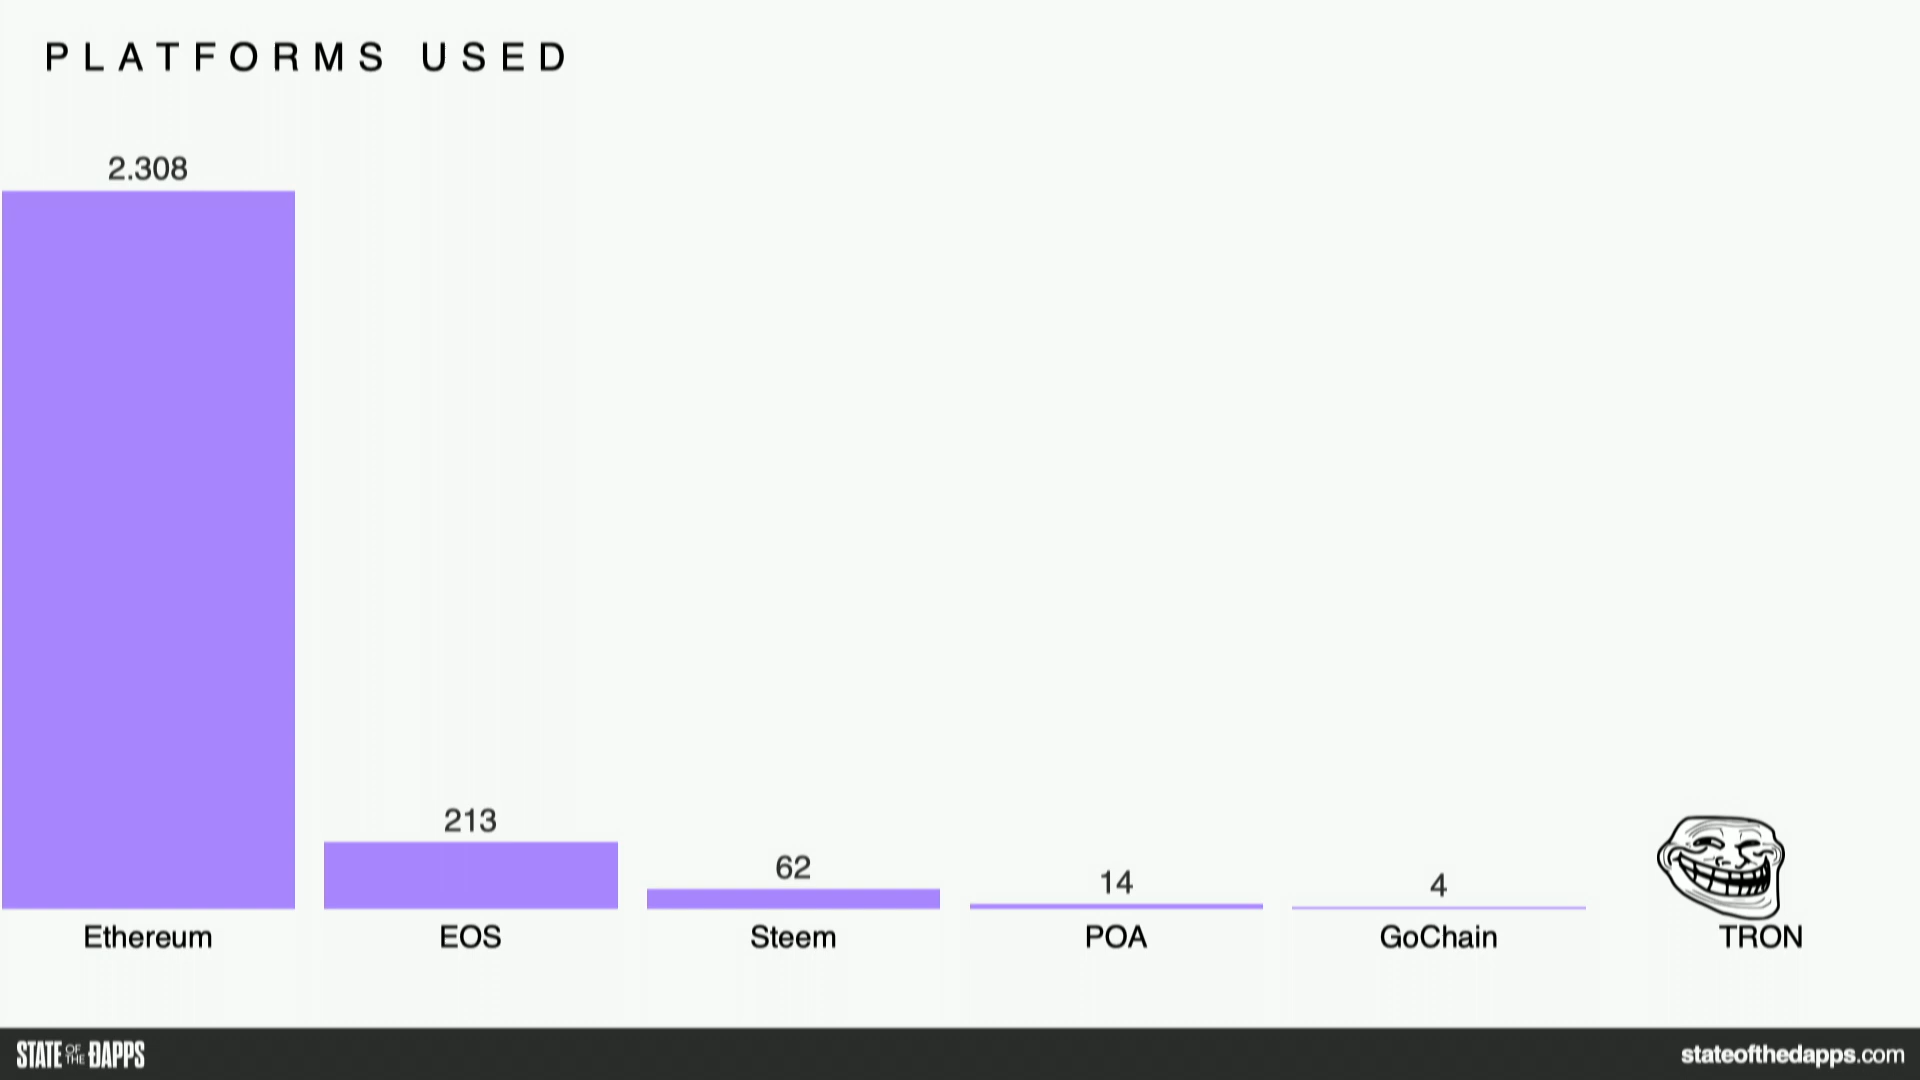 PLATFORMS USED
2.308
213
62
14
4
Ethereum
EOS
Steem
POA
GoChain
TRON
STATE OF THE ĐAPPS
stateofthedapps.com